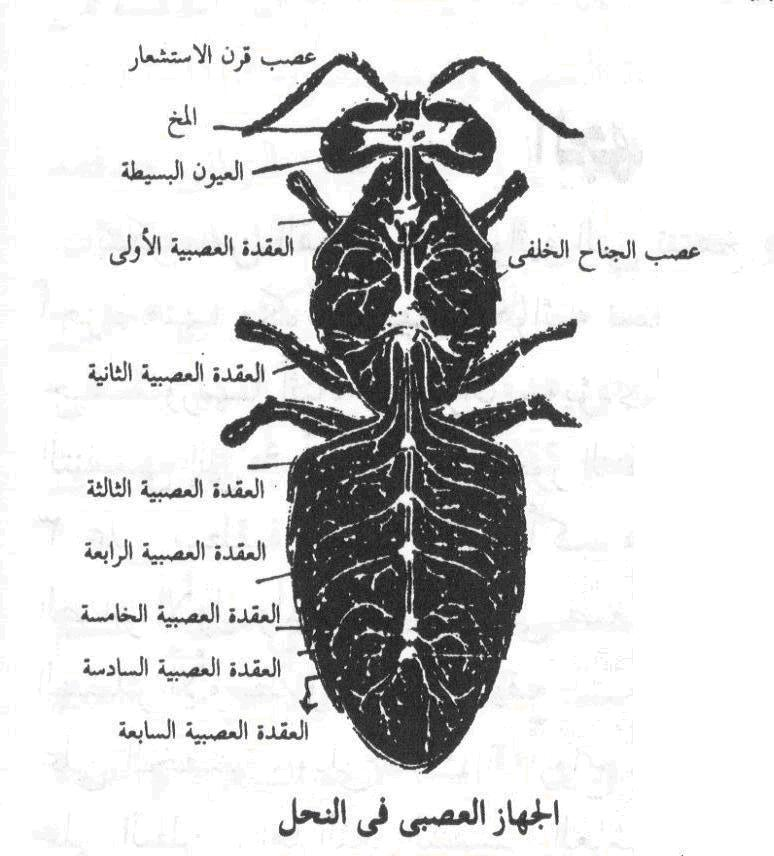 عصب قرن الاستشعار
المخ
العيون البسيطة
العقدة العصبية الأولى
عصب الجناح الخلفى
العقدة العصبية الثانية
العقدة العصبية الثالثة
العقدة العصبية الرابعة
العقدة العصبية الخامسة
العقدة العصبية السادسة
العقدة العصبية السابعة
الجهاز العصبى فى النحل